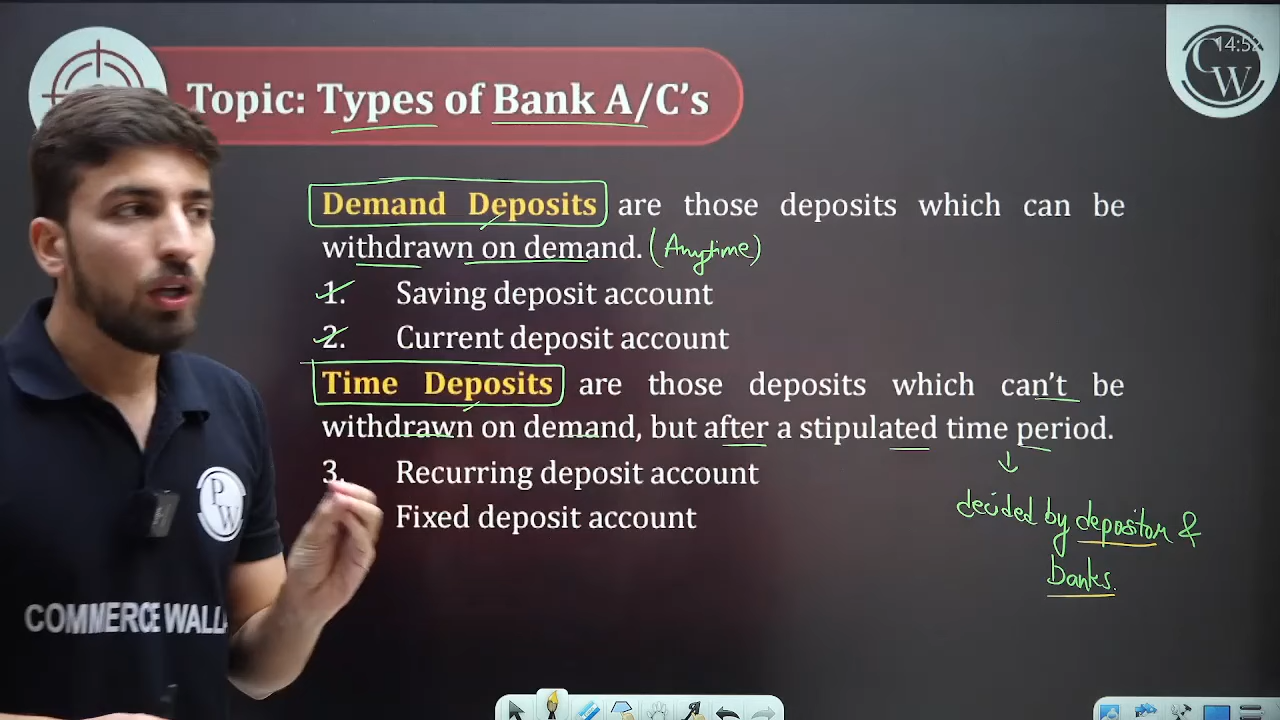 14:52
CW
Topic: Types of Bank A/C's
Demand Deposits are those deposits which can be
withdrawn on demand. (Anytime)
1. Saving deposit account
2. Current deposit account
Time Deposits are those deposits which can't be
withdrawn on demand, but after a stipulated time period.
3. Recurring deposit account
Fixed deposit account
decided by depositor &
banks.
PW
COMMERCE WALLA